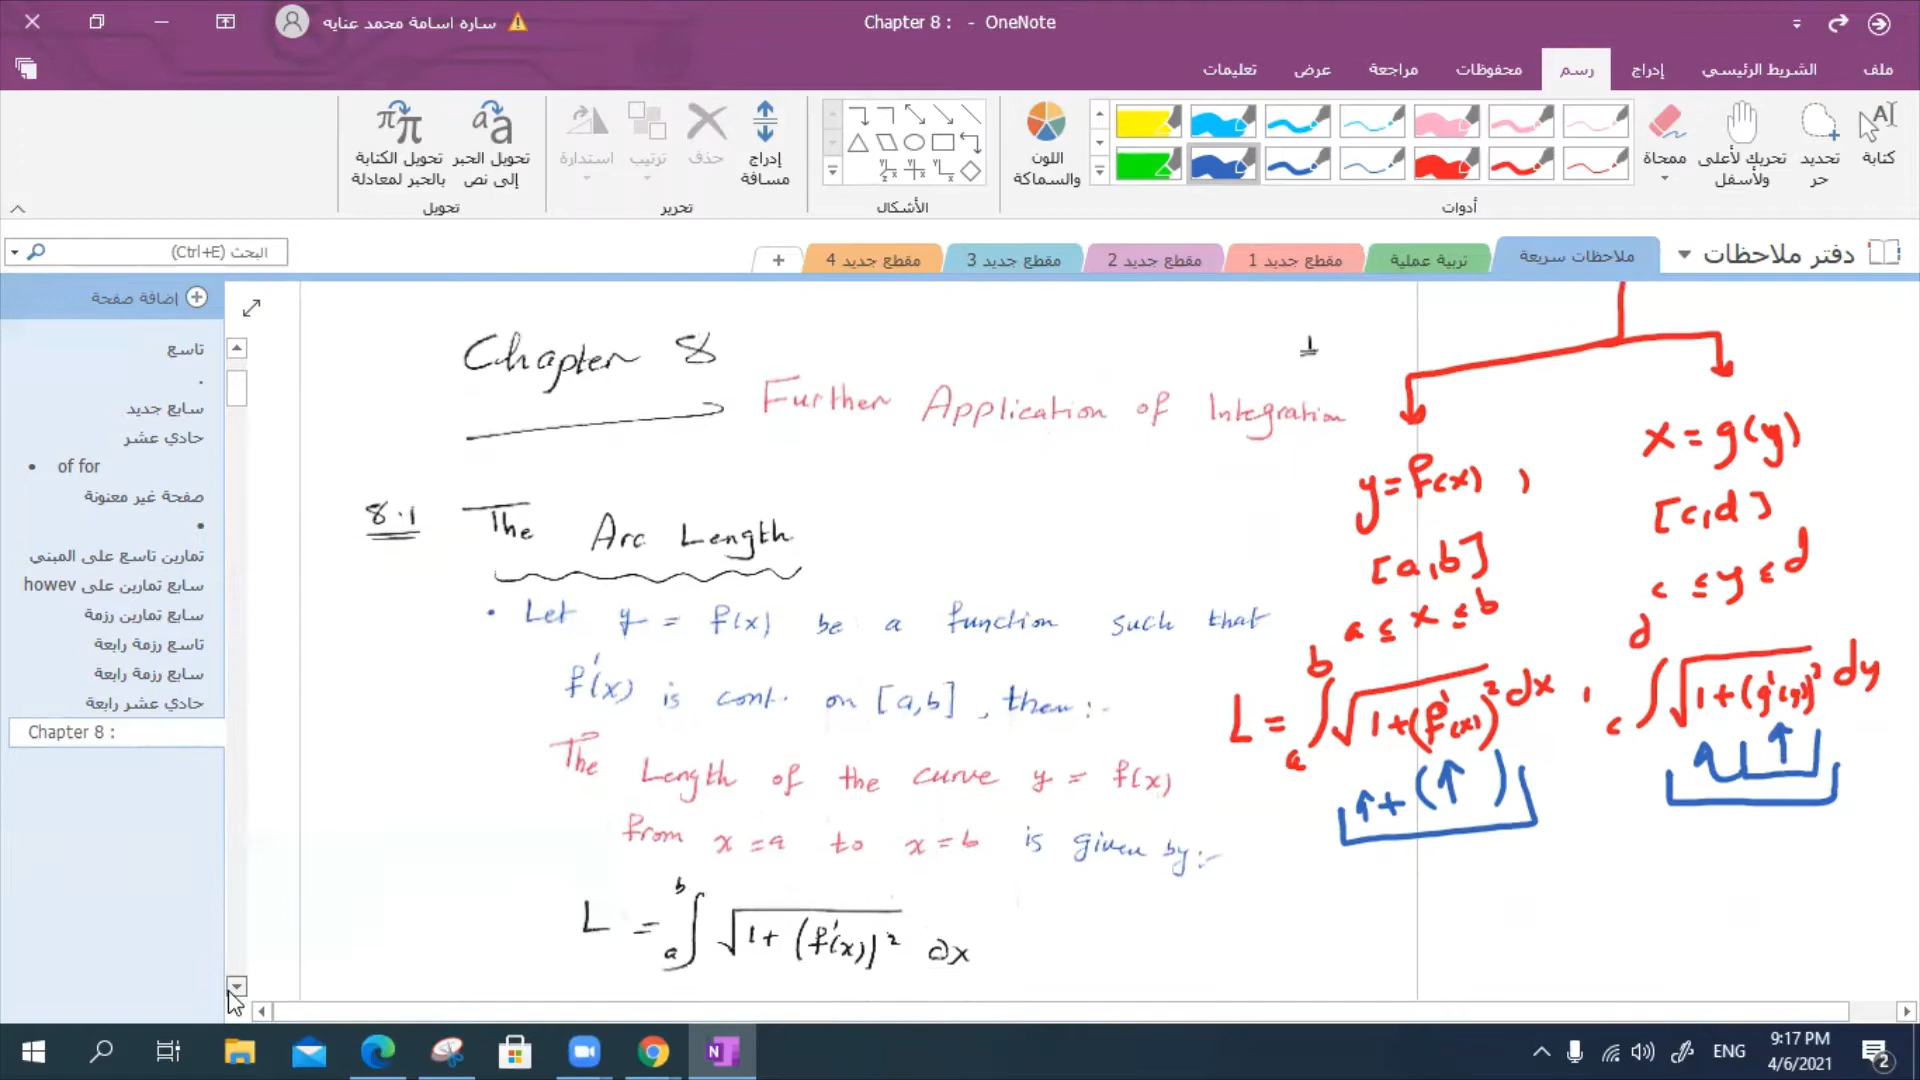 ساره اسامة محمد عنايه
Chapter 8 :  -  OneNote
ملف
الشريط الرئيسي
إدراج
رسم
محفوظات
مراجعة
عرض
تعليمات
كتابة
تحديد حر
تحريك لأعلى ولأسفل
ممحاة
أدوات
اللون والسماكة
الأشكال
إدراج مسافة
حذف
ترتيب
استدارة
تحرير
تحويل الحبر إلى نص
تحويل الكتابة بالحبر لمعادلة
تحويل
دفتر ملاحظات
ملاحظات سريعة
تربية عملية
مقطع جديد 1
مقطع جديد 2
مقطع جديد 3
مقطع جديد 4
البحث (Ctrl+E)
إضافة صفحة
تاسع
.
سابع جديد
حادي عشر
of for •
صفحة غير معنونة
•
تمارين تاسع على المبني
سابع تمارين على howev
سابع تمارين رزمة
تاسع رزمة رابعة
سابع رزمة رابعة
حادي عشر رابعة
Chapter 8 :
Chapter 8
1
Further Application of Integration
8.1 The Arc Length
• Let y = f(x) be a function such that
f'(x) is cont. on [a,b], then :-
The Length of the curve y = f(x)
from x = a to x = b is given by :-
L = ∫_a^b √(1 + (f'(x))² dx
y = f(x) ,
[a,b]
a ≤ x ≤ b
L = ∫_a^b √(1+(f'(x))² dx ,
↑+(↑)
x = g(y)
[c,d]
c ≤ y ≤ d
∫_c^d √(1+(g'(y))² dy
ENG
9:17 PM
4/6/2021
2